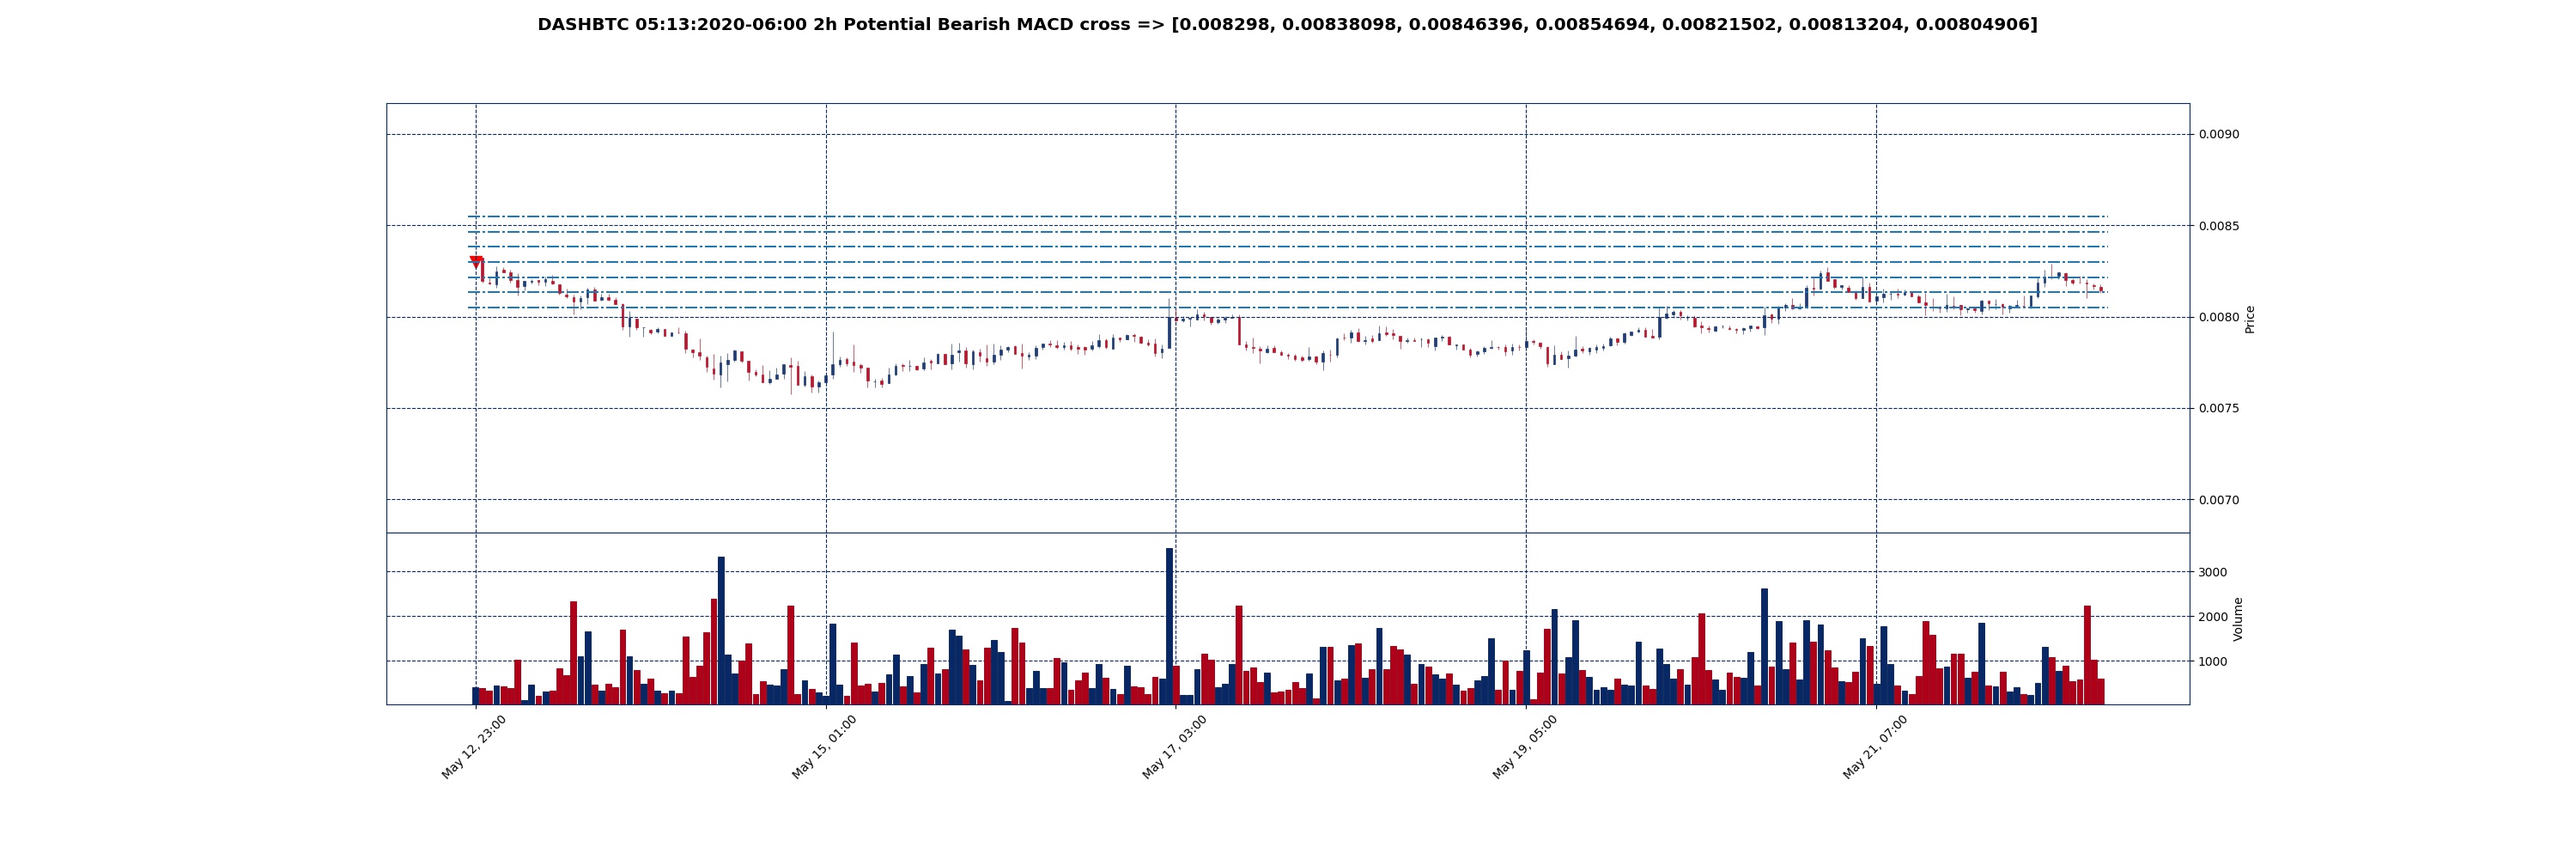 DASHBTC 05:13:2020-06:00 2h Potential Bearish MACD cross => [0.008298, 0.00838098, 0.00846396, 0.00854694, 0.00821502, 0.00813204, 0.00804906]
0.0090
0.0085
0.0080
0.0075
0.0070
Price
3000
2000
1000
Volume
May 12, 23:00
May 15, 01:00
May 17, 03:00
May 19, 05:00
May 21, 07:00